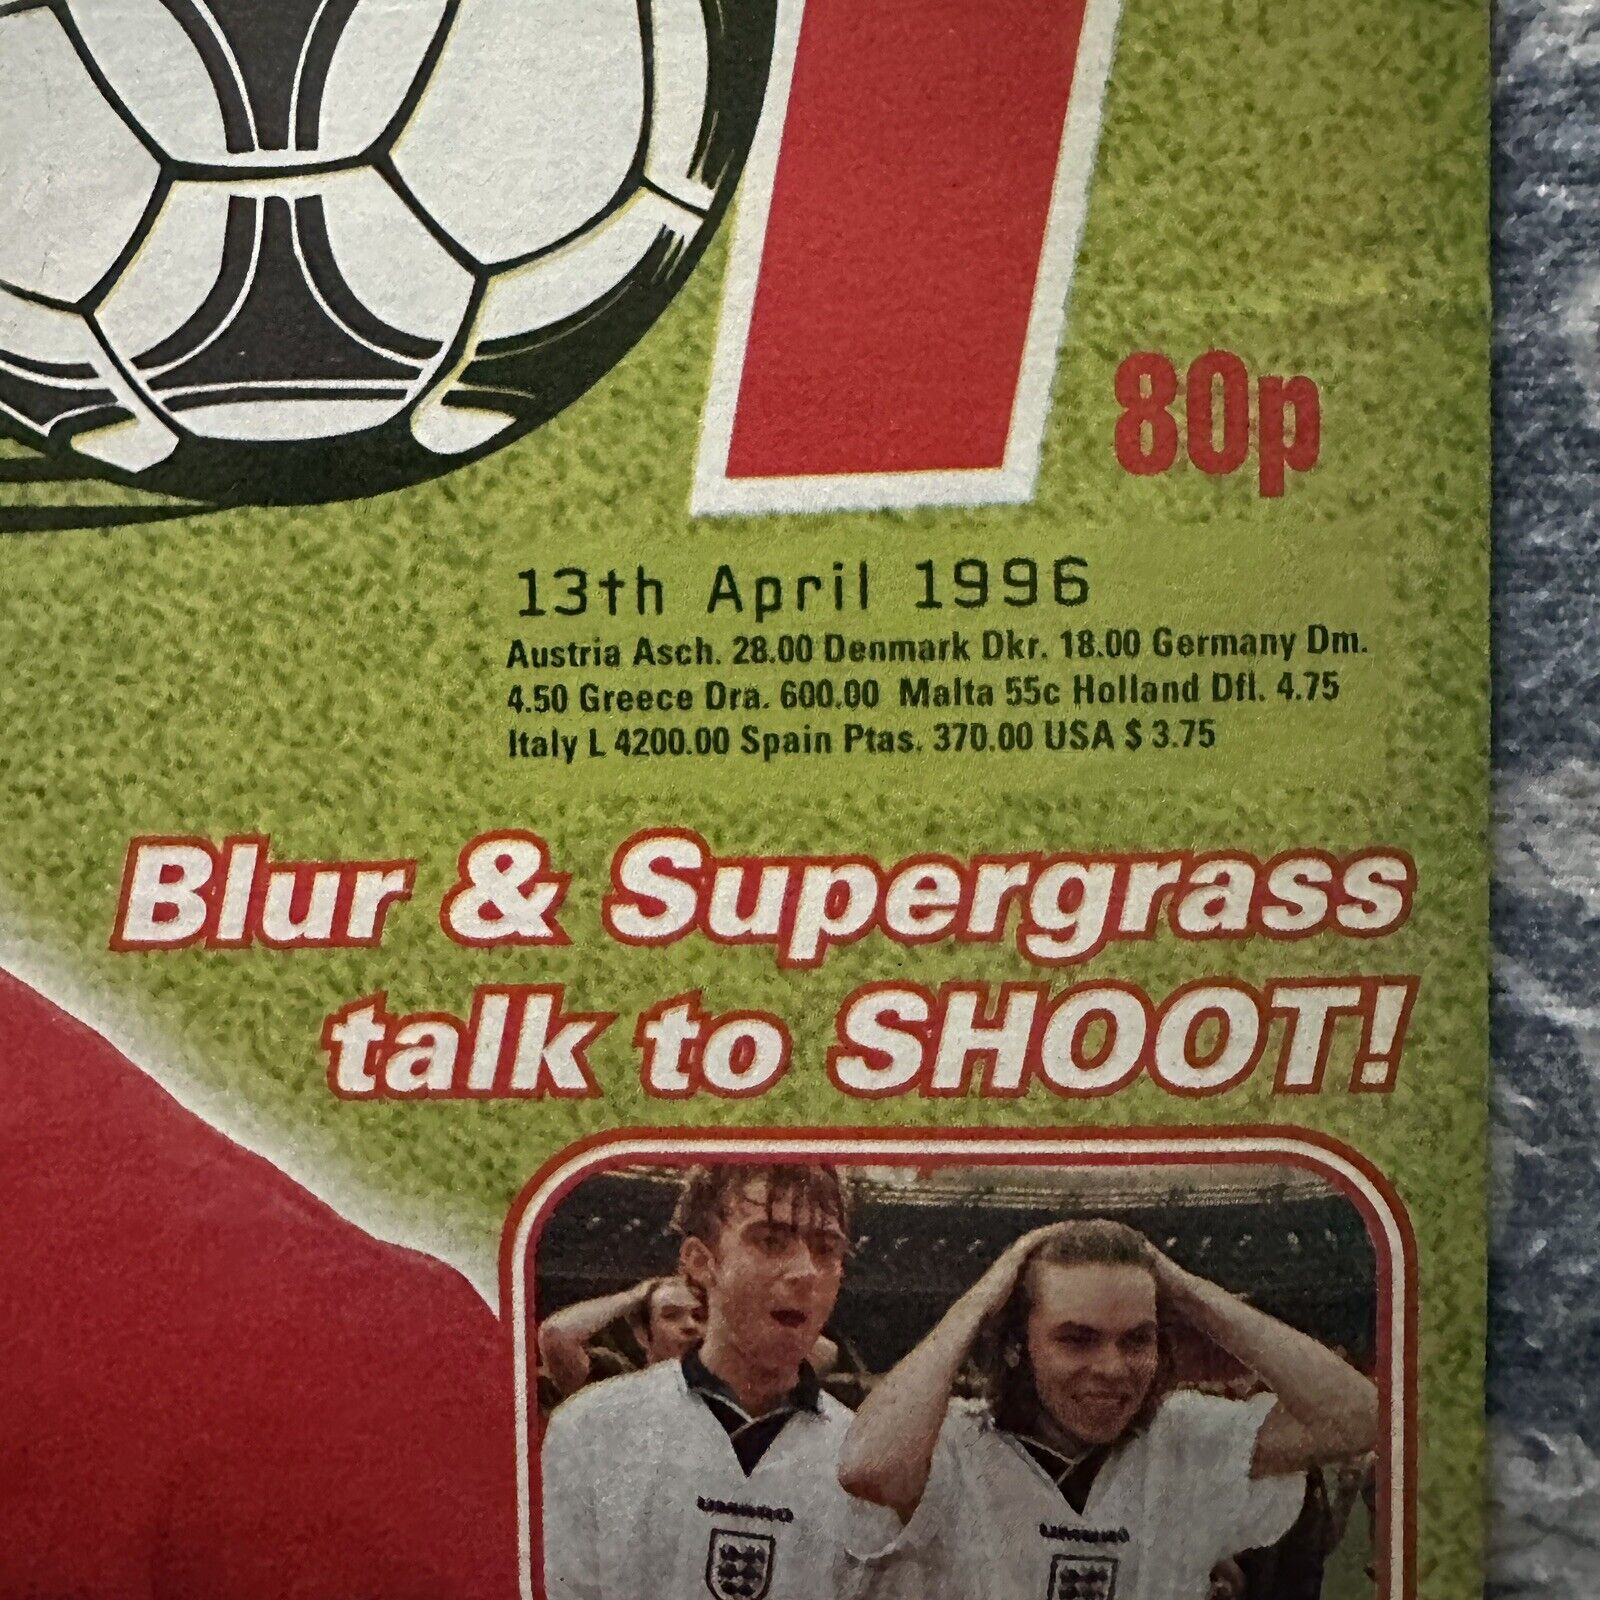 80p
13th April 1996
Austria Asch. 28.00 Denmark Dkr. 18.00 Germany Dm.
4.50 Greece Dra. 600.00 Malta 55c Holland Dfl. 4.75
Italy L 4200.00 Spain Ptas. 370.00 USA $ 3.75
Blur & Supergrass
talk to SHOOT!
UMBRO
UMBRO